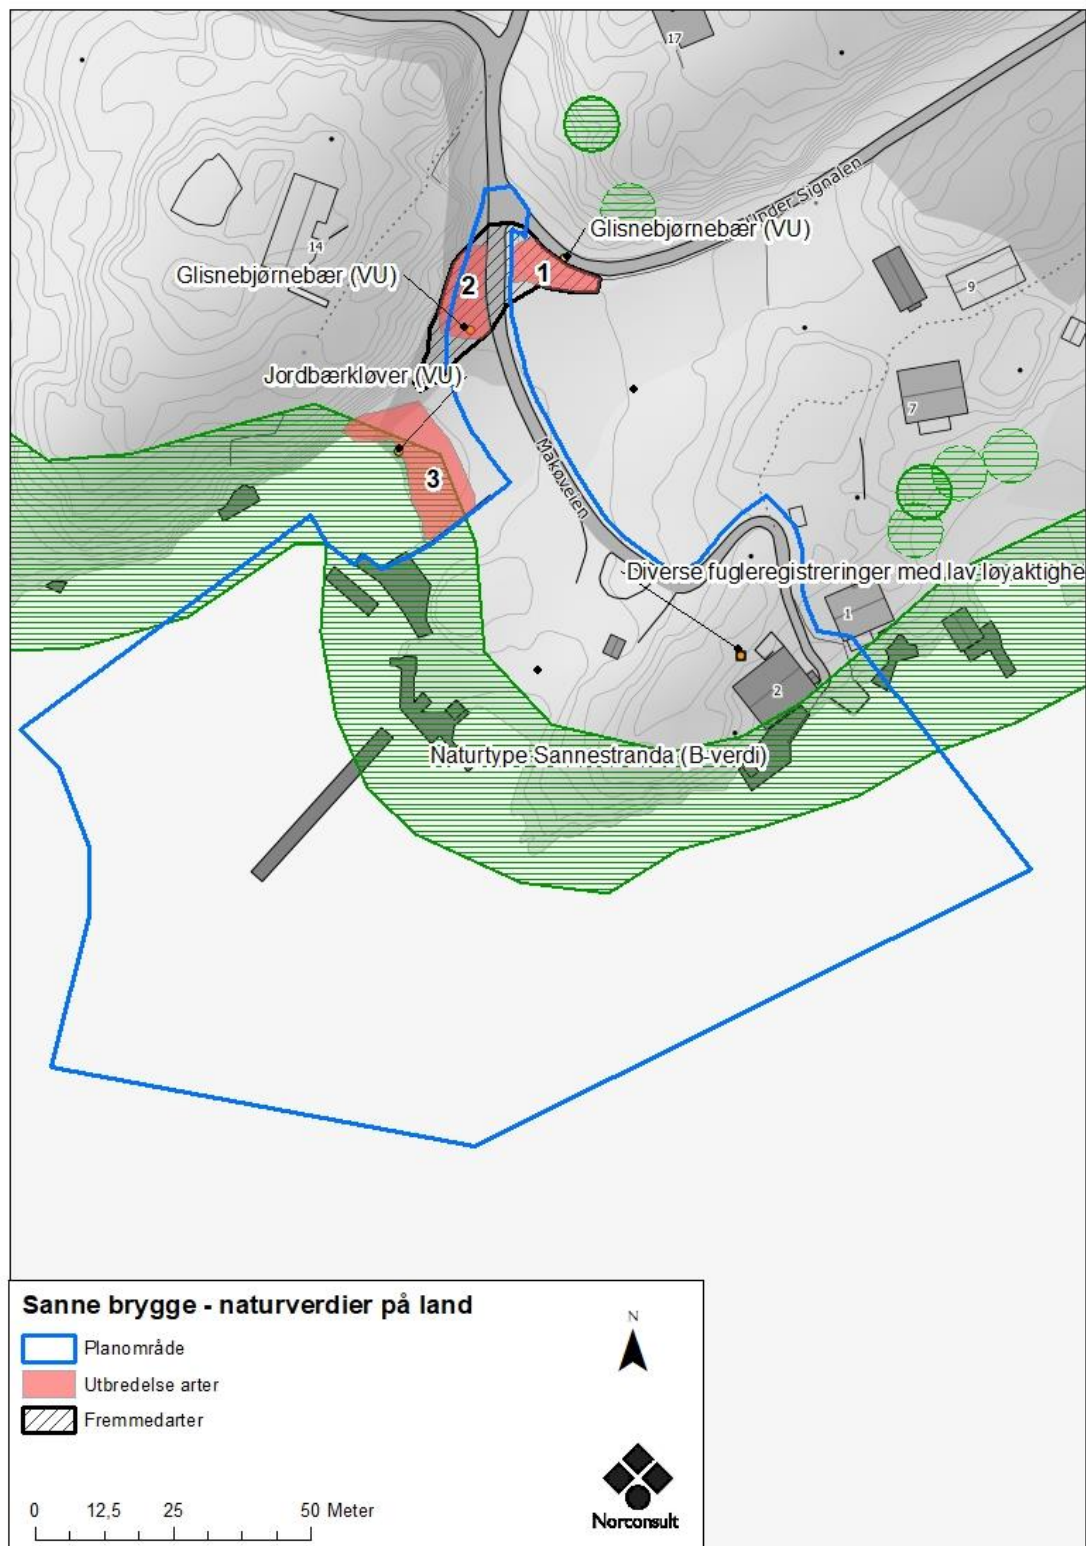 17
Under Signalen
Glisnebjørnebær (VU)
14
Glisnebjørnebær (VU)
1
2
9
Jordbærkløver (VU)
7
Makøveien
3
Diverse fugleregistreringer med lav løyaktighe
1
2
Naturtype Sannestranda (B-verdi)
Sanne brygge - naturverdier på land
N
Planområde
Utbredelse arter
Fremmedarter
0 12,5 25 50 Meter
Norconsult